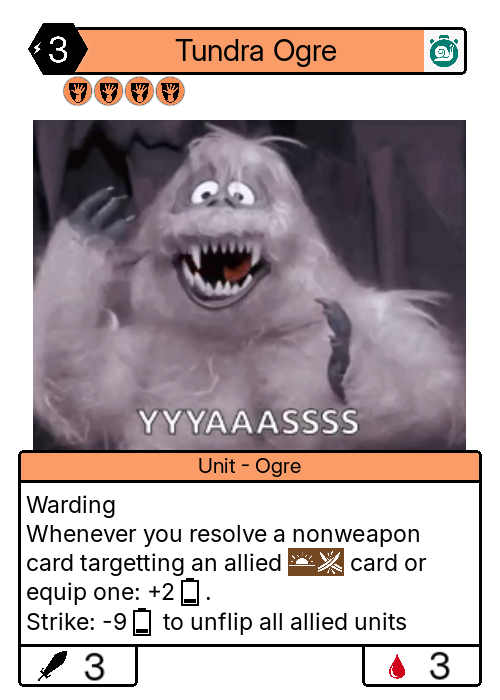 3
Tundra Ogre
YYYAAASSSS
Unit - Ogre
Warding
Whenever you resolve a nonweapon
card targetting an allied card or
equip one: +2 .
Strike: -9 to unflip all allied units
3
3